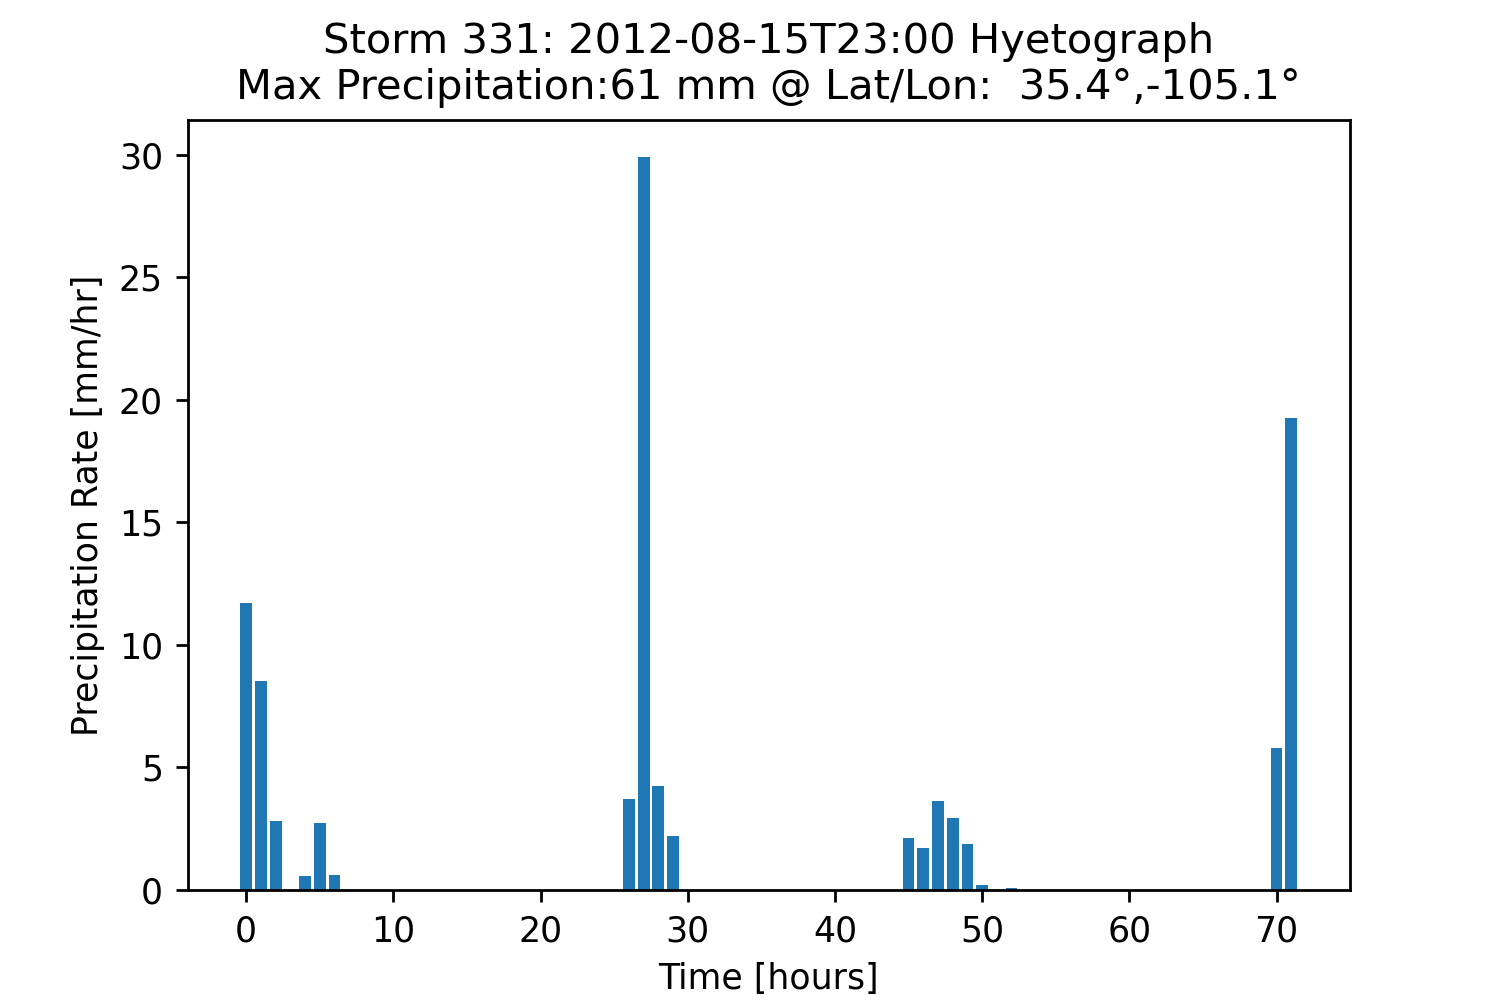 Storm 331: 2012-08-15T23:00 Hyetograph
Max Precipitation:61 mm @ Lat/Lon:  35.4°,-105.1°
Precipitation Rate [mm/hr]
30
25
20
15
10
5
0
0 10 20 30 40 50 60 70
Time [hours]